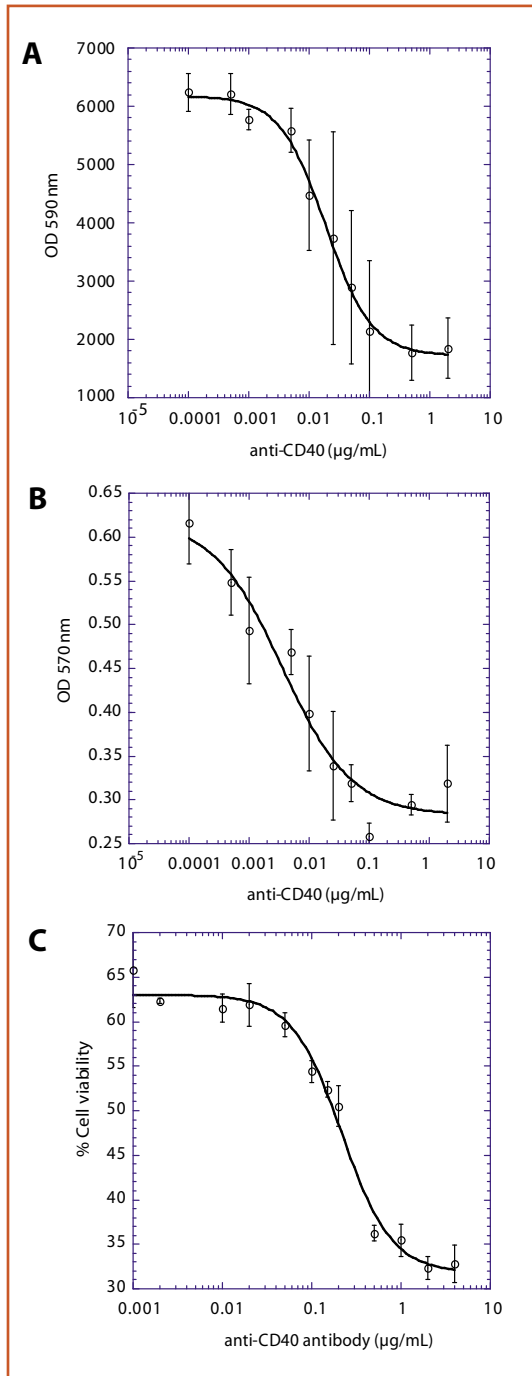 A
7000
6000
5000
4000
3000
2000
1000
OD 590 nm
10⁵ 0.0001 0.001 0.01 0.1 1 10
anti-CD40 (µg/mL)
B
0.65
0.60
0.55
0.50
0.45
0.40
0.35
0.30
0.25
OD 570 nm
10⁵ 0.0001 0.001 0.01 0.1 1 10
anti-CD40 (µg/mL)
C
70
65
60
55
50
45
40
35
30
% Cell viability
0.001 0.01 0.1 1 10
anti-CD40 antibody (µg/mL)